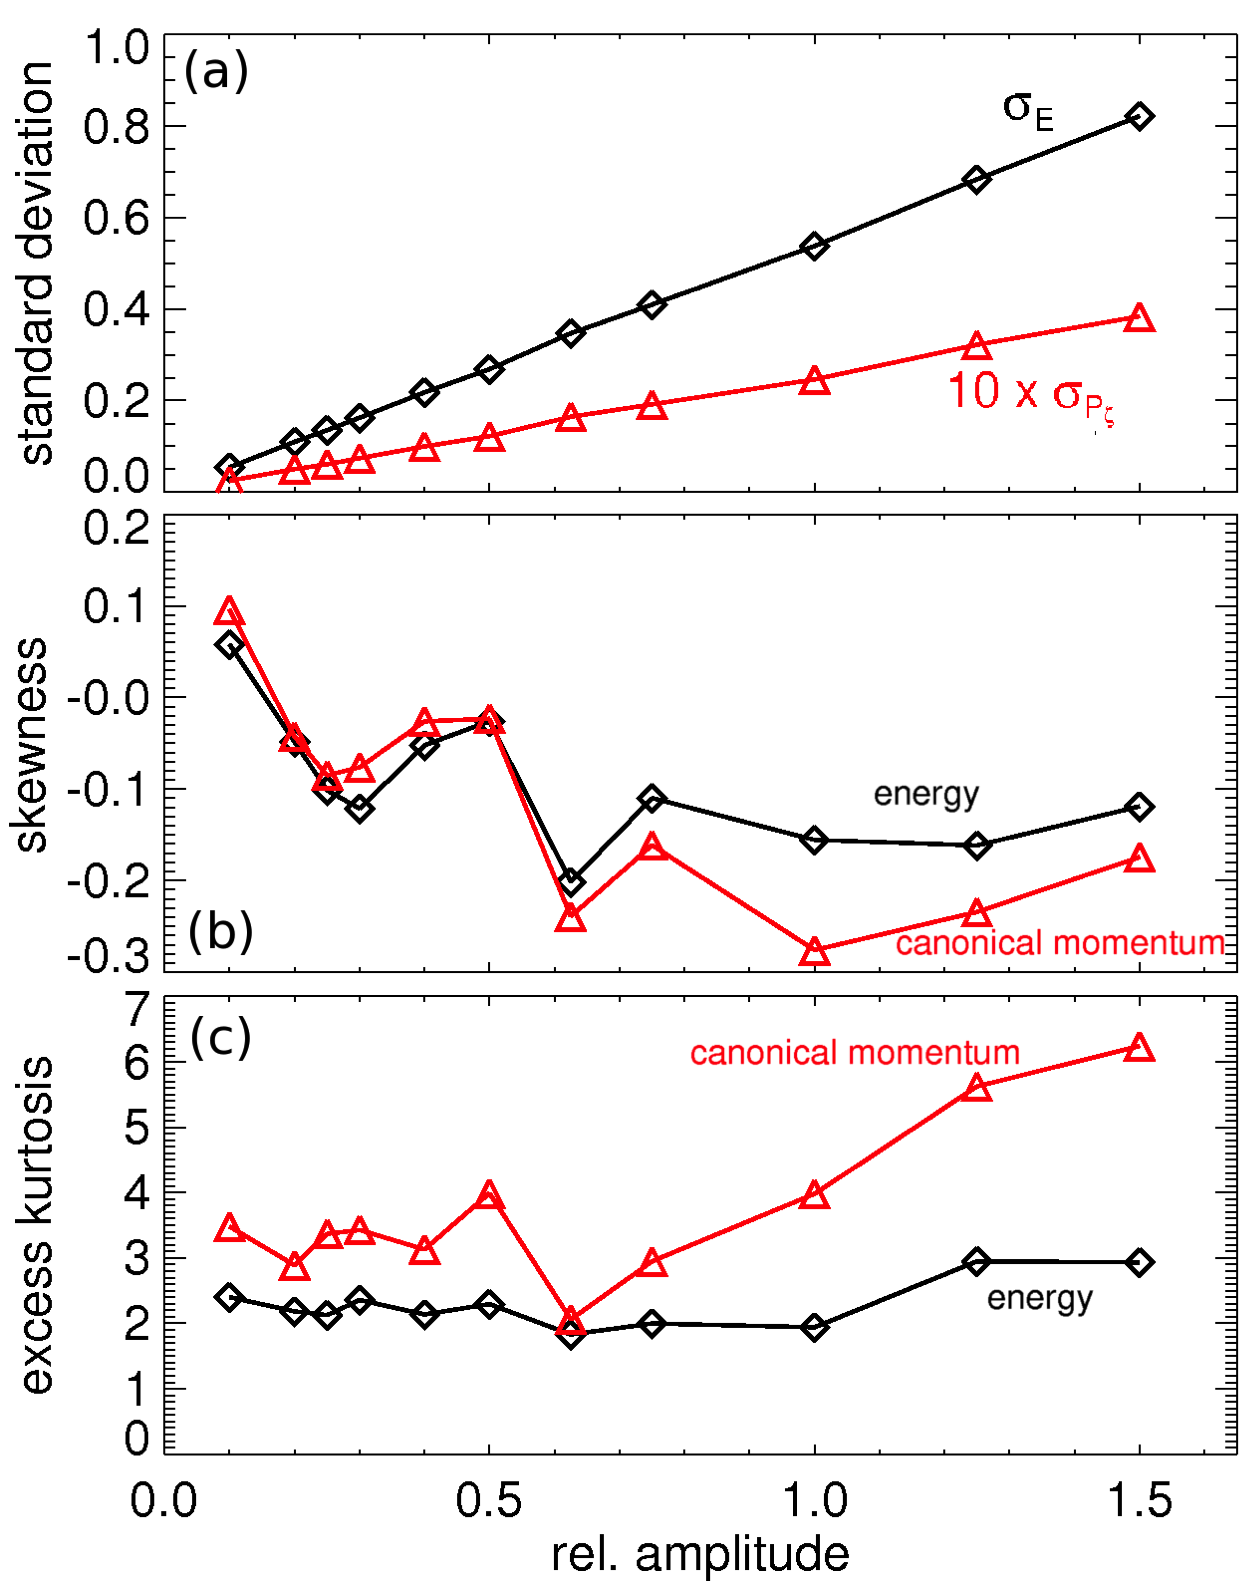 (a)
standard deviation
1.0
0.8
0.6
0.4
0.2
0.0
σE
10 x σPζ
(b)
skewness
0.2
0.1
-0.0
-0.1
-0.2
-0.3
energy
canonical momentum
(c)
excess kurtosis
7
6
5
4
3
2
1
0
canonical momentum
energy
0.0 0.5 1.0 1.5
rel. amplitude